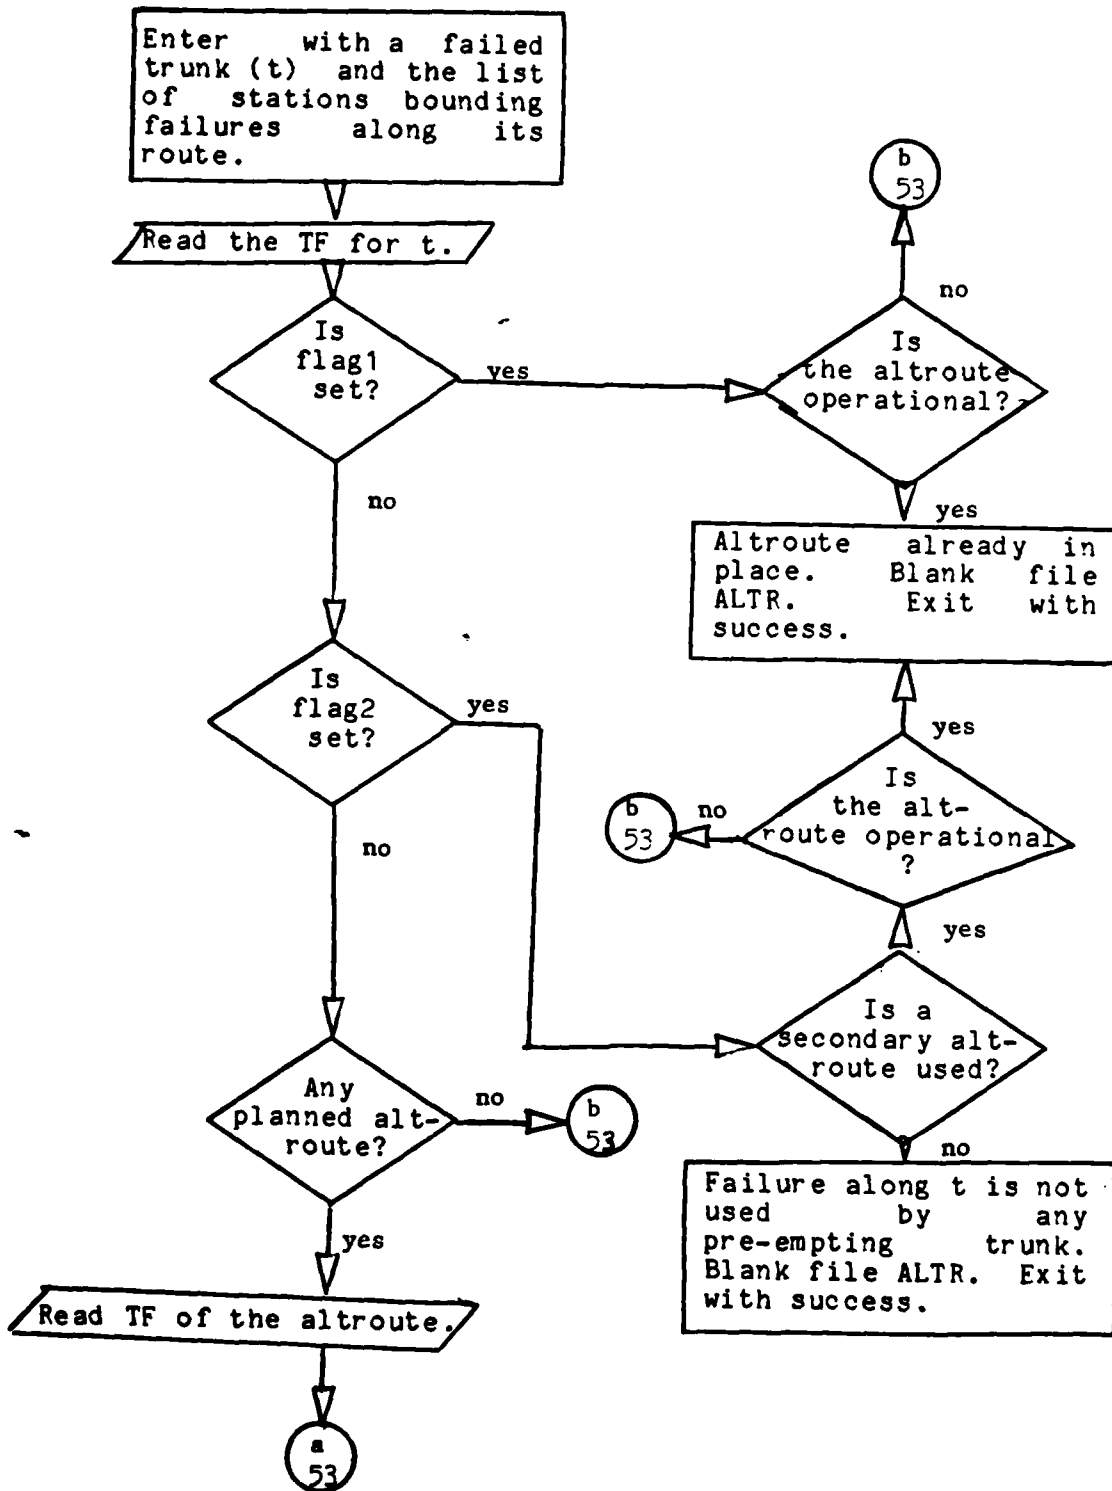 Enter with a failed
trunk (t) and the list
of stations bounding
failures along its
route.
Read the TF for t.
Is
flag1
set?
yes
no
Is
the altroute
operational?
no
b
53
yes
Altroute already in
place. Blank file
ALTR. Exit with
success.
Is
flag2
set?
yes
no
yes
Is
the alt-
route operational
?
no
b
53
yes
Is a
secondary alt-
route used?
no
Failure along t is not
used by any
pre-empting trunk.
Blank file ALTR. Exit
with success.
Any
planned alt-
route?
no
b
53
yes
Read TF of the altroute.
a
53